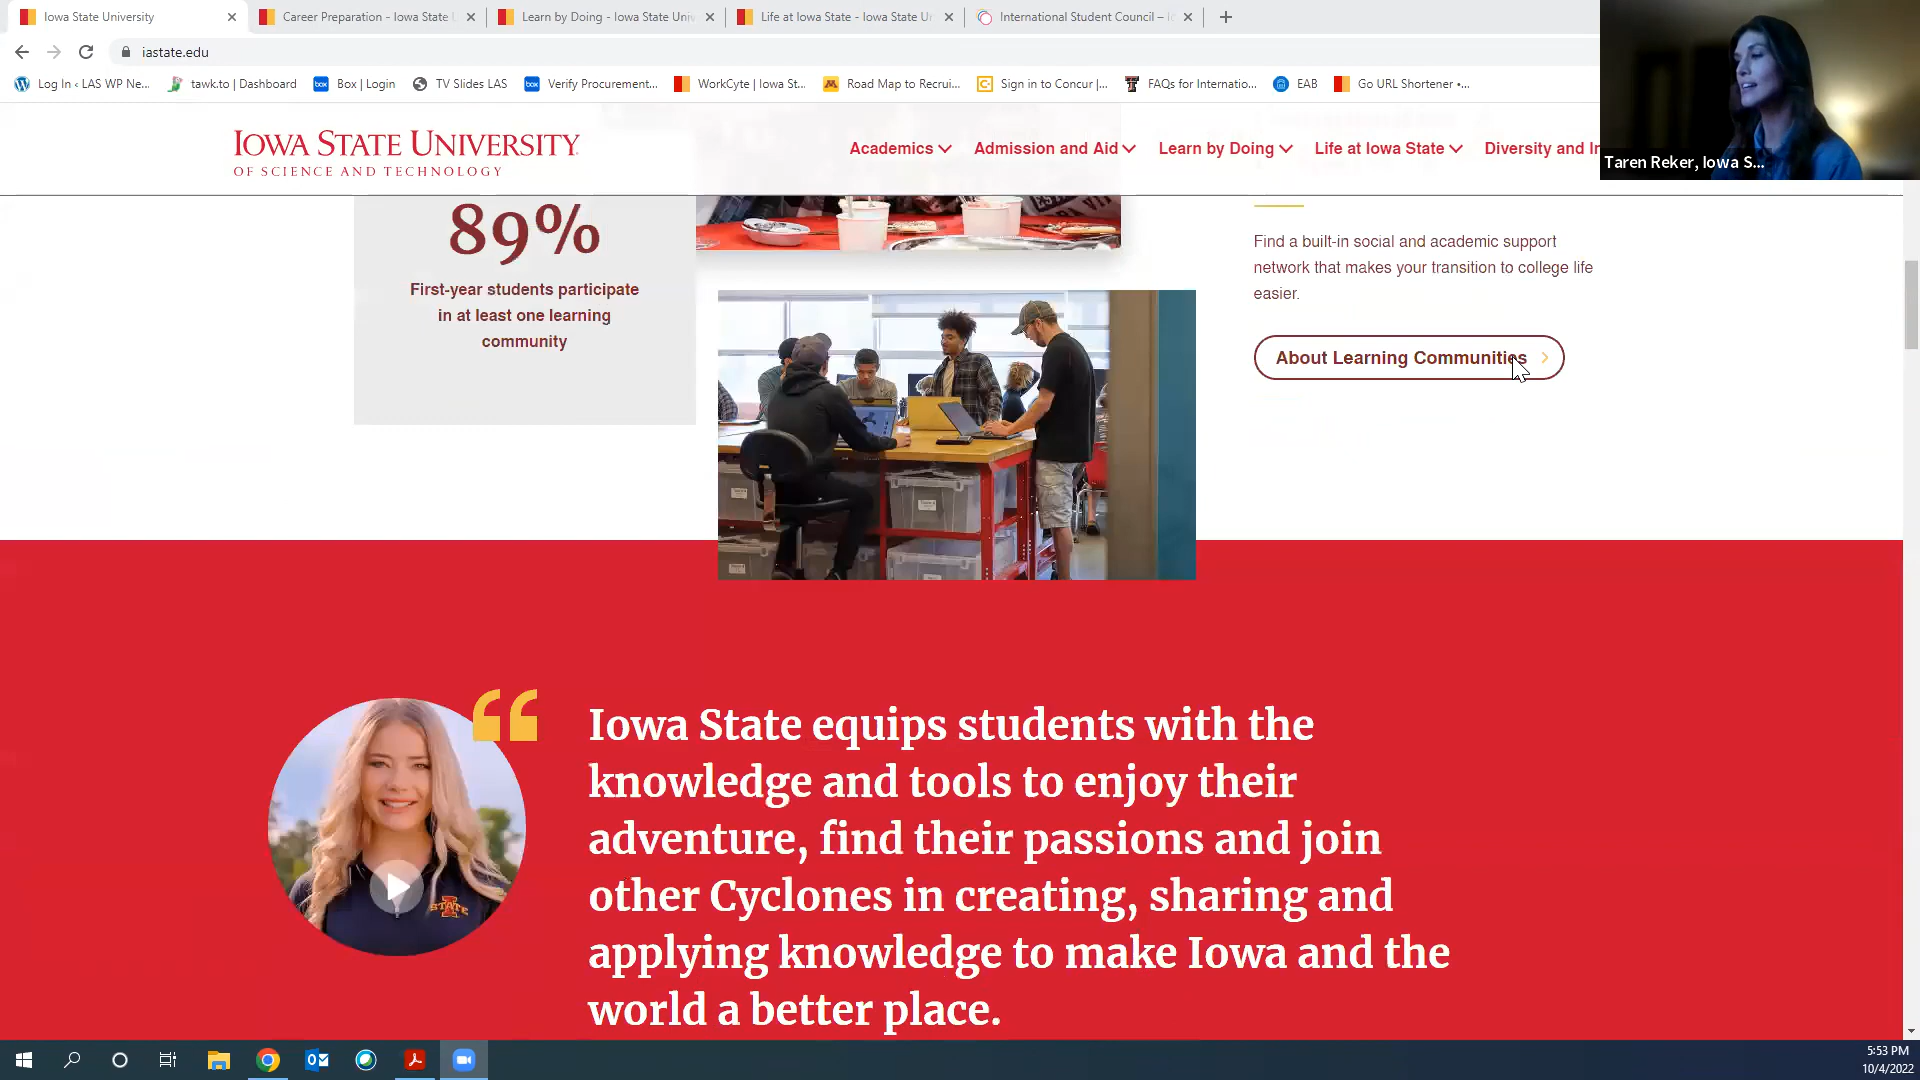 Iowa State University
Career Preparation - Iowa State U
Learn by Doing - Iowa State Univ
Life at Iowa State - Iowa State Un
International Student Council – Io
iastate.edu
Log In ‹ LAS WP Ne...
tawk.to | Dashboard
Box | Login
TV Slides LAS
Verify Procurement...
WorkCyte | Iowa St...
Road Map to Recrui...
Sign in to Concur |...
FAQs for Internatio...
EAB
Go URL Shortener •...
Taren Reker, Iowa S...
IOWA STATE UNIVERSITY
OF SCIENCE AND TECHNOLOGY
Academics
Admission and Aid
Learn by Doing
Life at Iowa State
Diversity and In
89%
First-year students participate
in at least one learning
community
Find a built-in social and academic support
network that makes your transition to college life
easier.
About Learning Communities
“
Iowa State equips students with the
knowledge and tools to enjoy their
adventure, find their passions and join
other Cyclones in creating, sharing and
applying knowledge to make Iowa and the
world a better place.
STATE
5:53 PM
10/4/2022